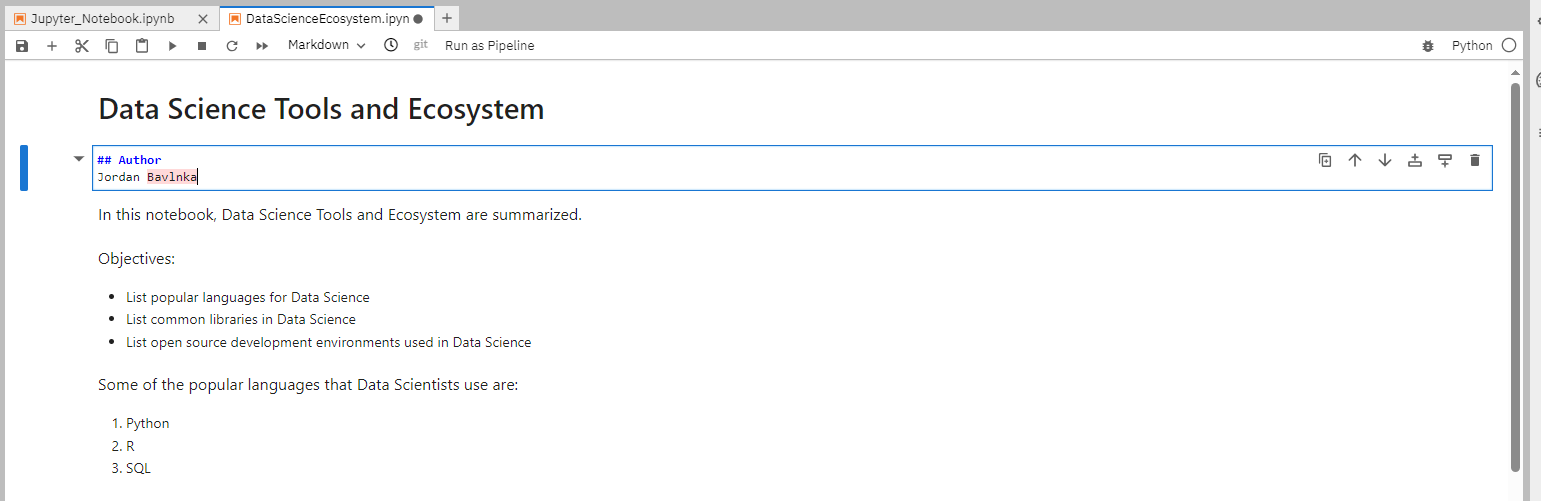 Jupyter_Notebook.ipynb
DataScienceEcosystem.ipyn
Markdown git Run as Pipeline Python
Data Science Tools and Ecosystem
## Author
Jordan Bavlnka
In this notebook, Data Science Tools and Ecosystem are summarized.
Objectives:
• List popular languages for Data Science
• List common libraries in Data Science
• List open source development environments used in Data Science
Some of the popular languages that Data Scientists use are:
1. Python
2. R
3. SQL